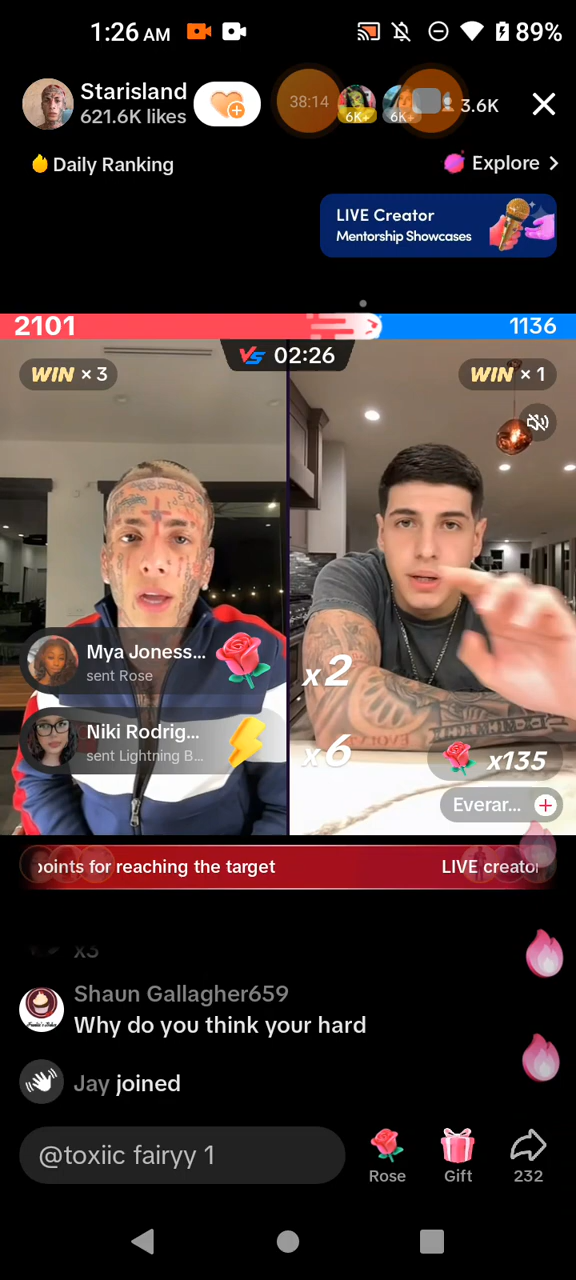 1:26 AM
89%
Starisland
621.6K likes
38:14
6K+
6K+
3.6K
Daily Ranking
Explore
LIVE Creator
Mentorship Showcases
2101
1136
VS 02:26
WIN × 3
WIN × 1
Mya Joness...
sent Rose
x2
Niki Rodrig...
sent Lightning B...
x6
x135
Everar...
points for reaching the target
LIVE creator
x3
Shaun Gallagher659
Why do you think your hard
Jay joined
@toxiic fairyy 1
Rose
Gift
232